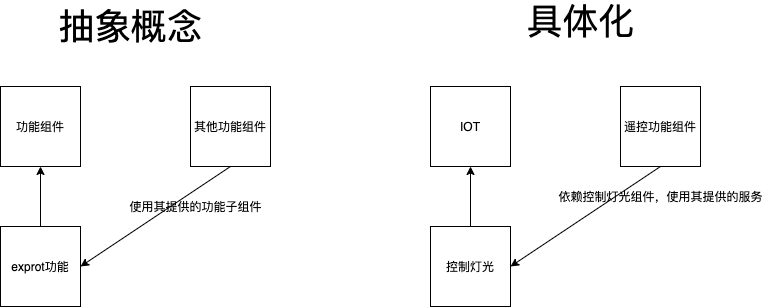 抽象概念
具体化
功能组件
其他功能组件
IOT
遥控功能组件
使用其提供的功能子组件
依赖控制灯光组件，使用其提供的服务
exprot功能
控制灯光